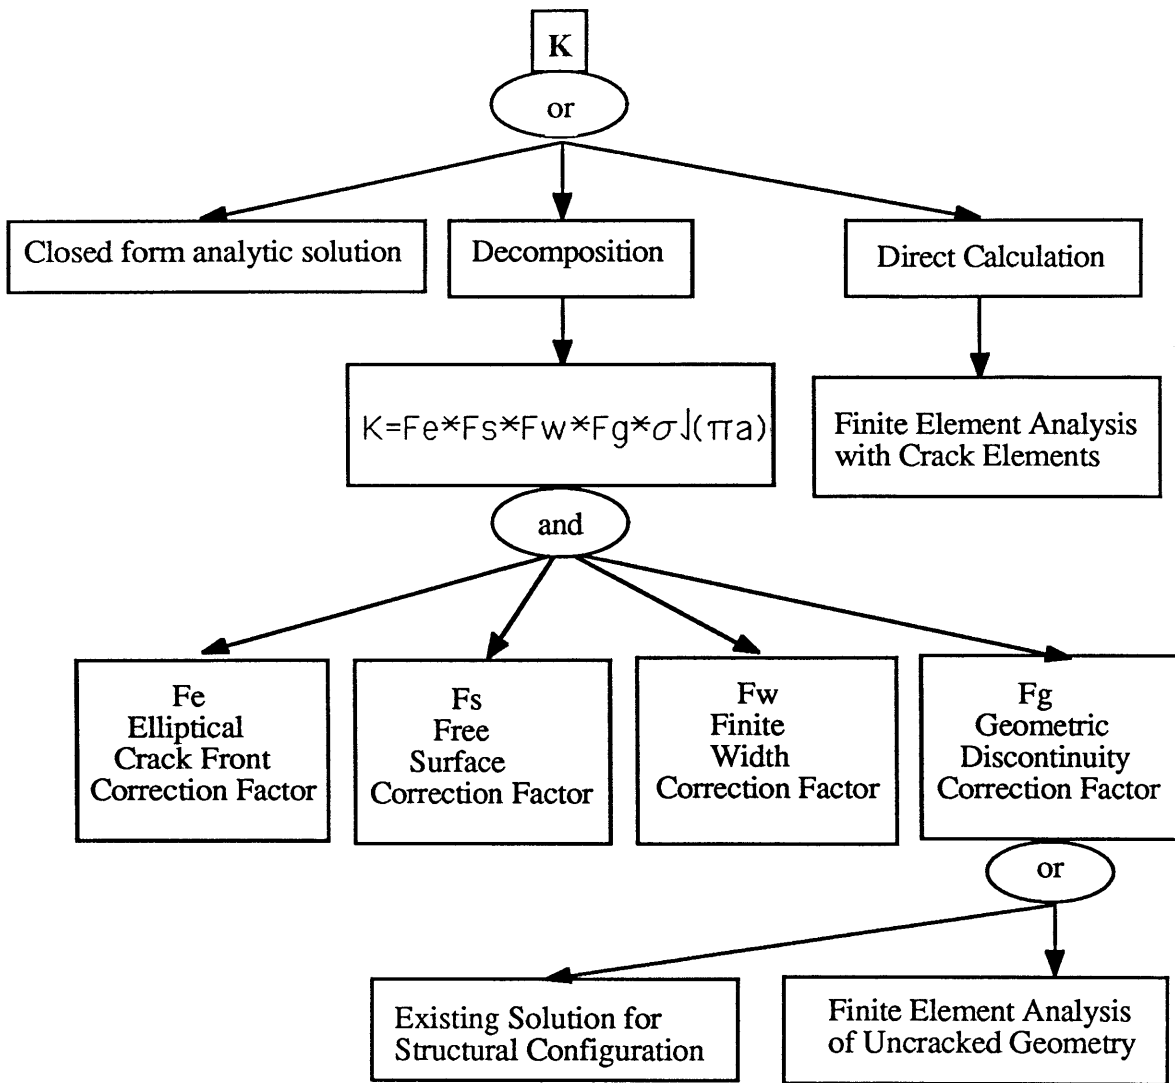 K
or
Closed form analytic solution
Decomposition
Direct Calculation
K=Fe*Fs*Fw*Fg*σ√(πa)
Finite Element Analysis
with Crack Elements
and
Fe
Elliptical
Crack Front
Correction Factor
Fs
Free
Surface
Correction Factor
Fw
Finite
Width
Correction Factor
Fg
Geometric
Discontinuity
Correction Factor
or
Existing Solution for
Structural Configuration
Finite Element Analysis
of Uncracked Geometry